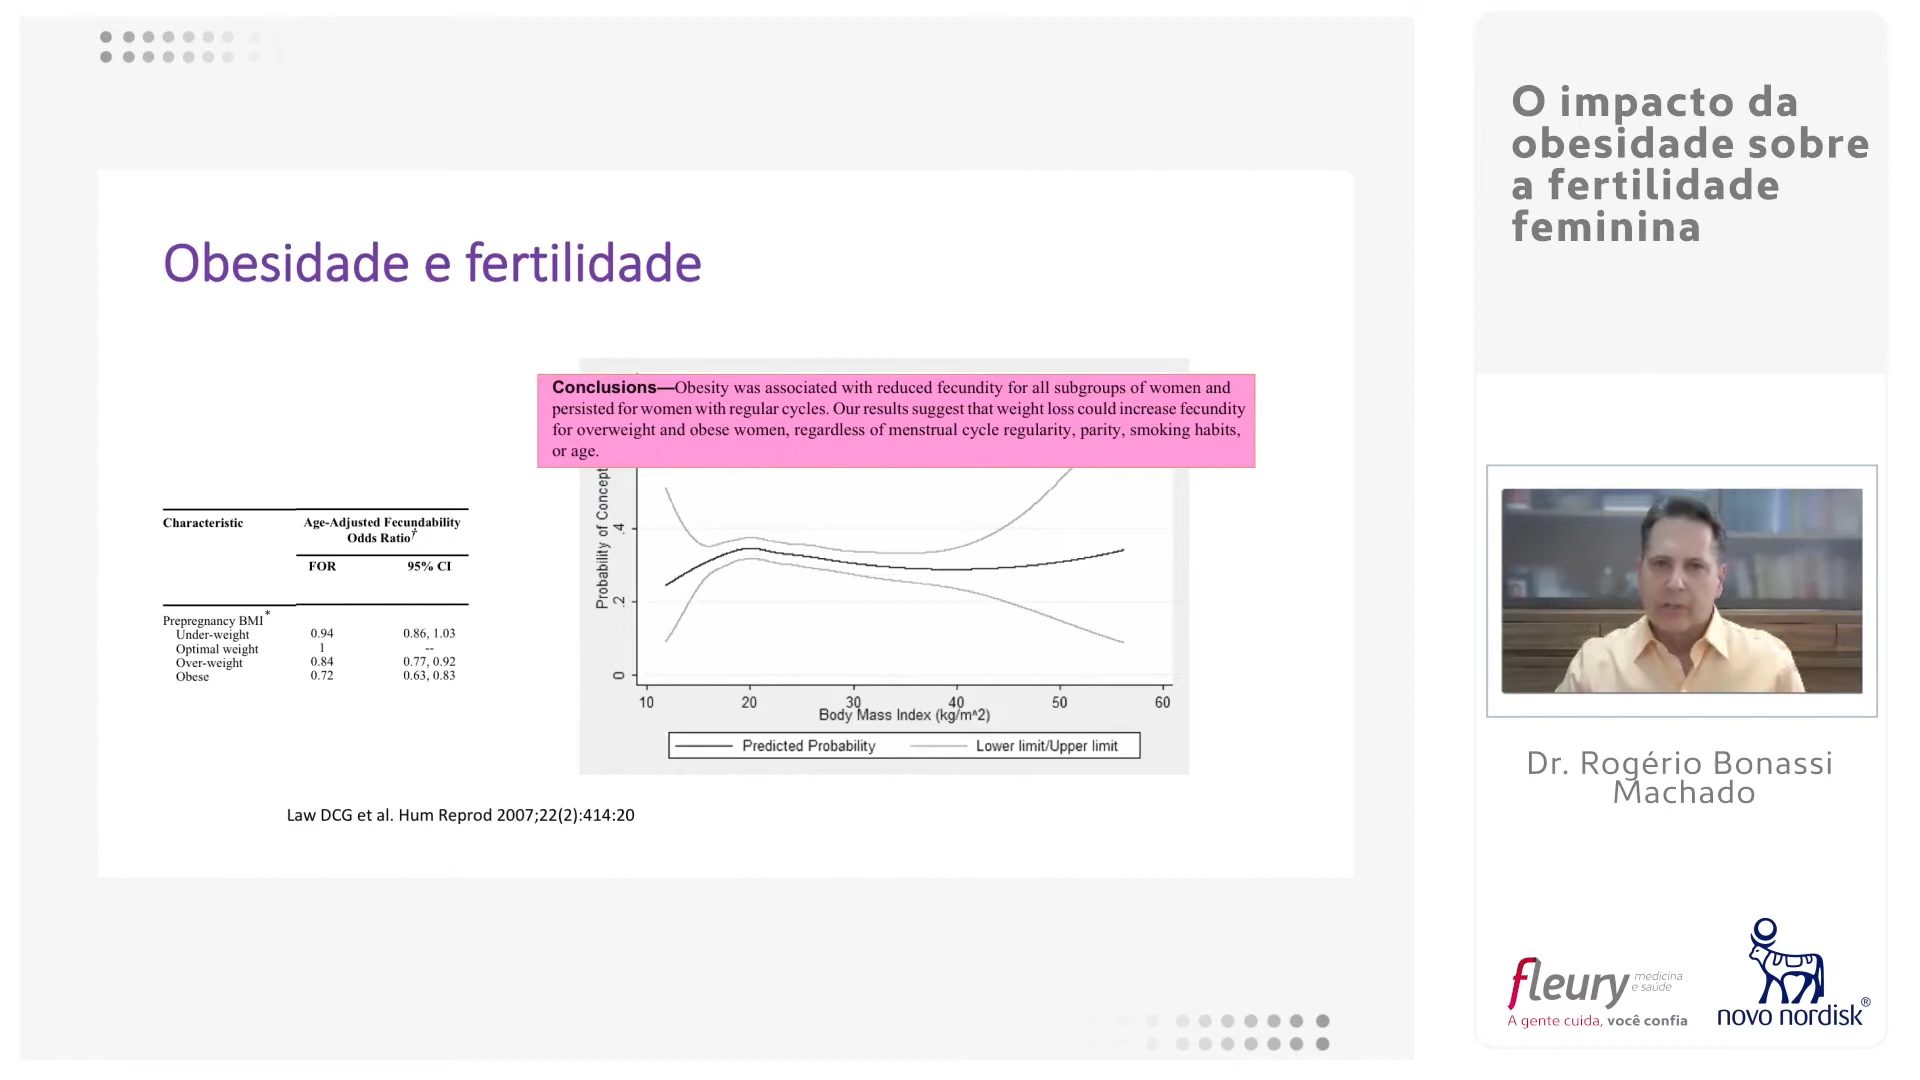 O impacto da
obesidade sobre
a fertilidade
feminina
Obesidade e fertilidade
Conclusions—Obesity was associated with reduced fecundity for all subgroups of women and
persisted for women with regular cycles. Our results suggest that weight loss could increase fecundity
for overweight and obese women, regardless of menstrual cycle regularity, parity, smoking habits,
or age.
Characteristic Age-Adjusted Fecundability
Odds Ratio†
FOR 95% CI
Prepregnancy BMI*
Under-weight 0.94 0.86, 1.03
Optimal weight 1 --
Over-weight 0.84 0.77, 0.92
Obese 0.72 0.63, 0.83
Probability of Concept
.4
.2
0
10 20 30 40 50 60
Body Mass Index (kg/m^2)
Predicted Probability Lower limit/Upper limit
Law DCG et al. Hum Reprod 2007;22(2):414:20
Dr. Rogério Bonassi
Machado
fleury medicina
e saúde
A gente cuida, você confia
novo nordisk®